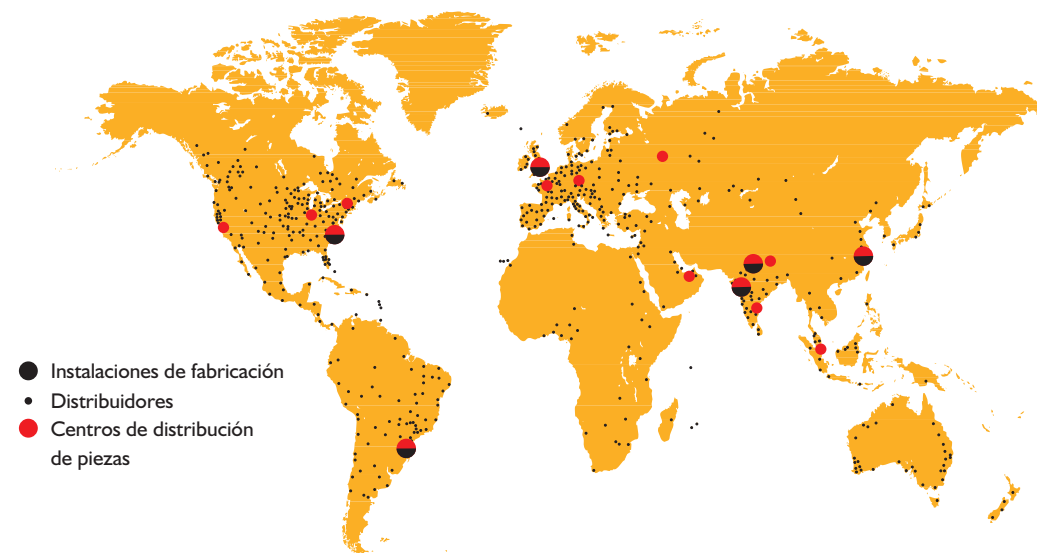 Instalaciones de fabricación
Distribuidores
Centros de distribución
de piezas